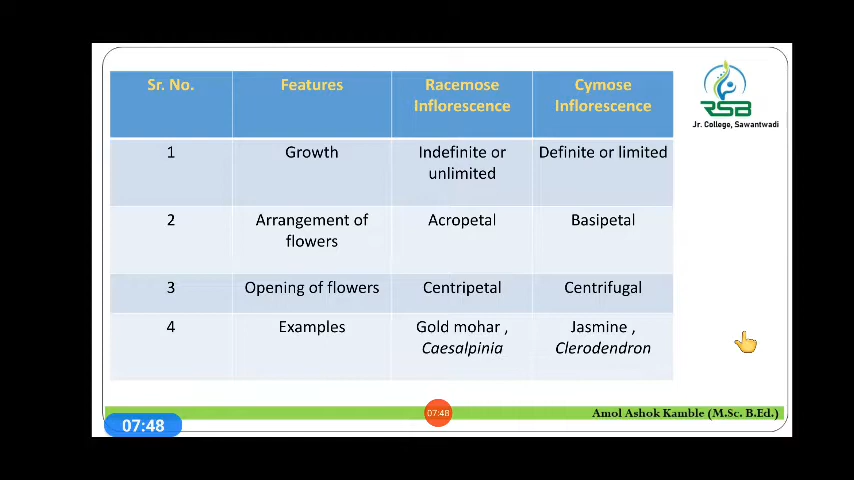 Sr. No. Features Racemose Inflorescence Cymose Inflorescence
1 Growth Indefinite or unlimited Definite or limited
2 Arrangement of flowers Acropetal Basipetal
3 Opening of flowers Centripetal Centrifugal
4 Examples Gold mohar , Caesalpinia Jasmine , Clerodendron
RSB
Jr. College, Sawantwadi
07:48
Amol Ashok Kamble (M.Sc. B.Ed.)
07:48